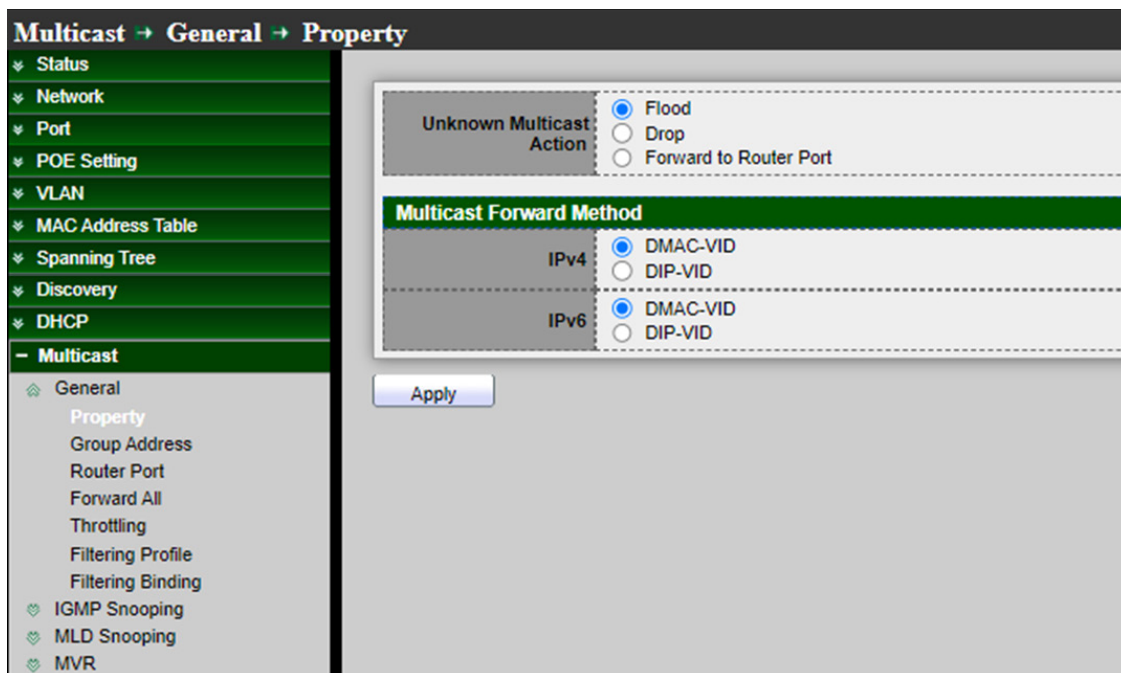 Multicast → General → Property
Status
Network
Port
POE Setting
VLAN
MAC Address Table
Spanning Tree
Discovery
DHCP
Multicast
General
Property
Group Address
Router Port
Forward All
Throttling
Filtering Profile
Filtering Binding
IGMP Snooping
MLD Snooping
MVR
Unknown Multicast
Action
Flood
Drop
Forward to Router Port
Multicast Forward Method
IPv4
DMAC-VID
DIP-VID
IPv6
DMAC-VID
DIP-VID
Apply